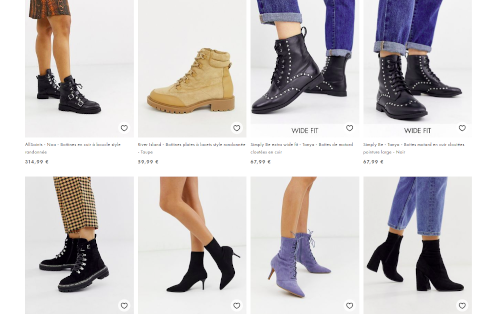 WIDE FIT
WIDE FIT
AllSaints - Tosa - Bottines en cuir à boucle style
randonnée
314,99 €
River Island - Bottines plates à lacets style randonnée
- Taupe
59,99 €
Simply Be extra wide fit - Tonya - Bottes de motard
cloutées en cuir
67,99 €
Simply Be - Tonya - Bottes motard en cuir cloutées
pointure large - Noir
67,99 €